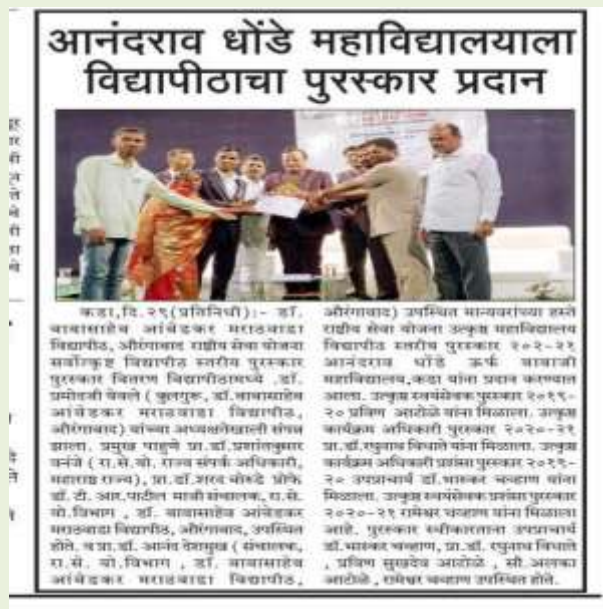 आनंदराव धोंडे महाविद्यालयाला
विद्यापीठाचा पुरस्कार प्रदान
कडा,दि.२९(प्रतिनिधी):- डॉ.
बाबासाहेब आंबेडकर मराठवाडा
विद्यापीठ, औरंगाबाद राष्ट्रीय सेवा योजना
सर्वोत्कृष्ठ विद्यापीठ स्तरीय पुरस्कार
पुरस्कार वितरण विद्यापीठामध्ये .डॉ.
प्रमोदजी येवले ( कुलगुरू, डॉ.बाबासाहेब
आंबेडकर मराठवाडा विद्यापीठ,
औरंगाबाद) यांच्या अध्यक्षतेखाली संपन्न
झाला. प्रमुख पाहुणे प्रा.डॉ.प्रशांतकुमार
वनंजे ( रा.से.यो. राज्य संपर्क अधिकारी,
महाराष्ट्र राज्य), प्रा.डॉ.शरद बोरुडे प्रोफे
डॉ. टी. आर.पाटील माजी संचालक, रा.से.
यो.विभाग , डॉ. बाबासाहेब आंबेडकर
मराठवाडा विद्यापीठ, औरंगाबाद, उपस्थित
होते. व प्रा.डॉ. आनंद देशमुख ( संचालक,
रा.से. यो.विभाग , डॉ. बाबासाहेब
आंबेडकर मराठवाडा विद्यापीठ,
औरंगाबाद) उपस्थित मान्यवरांच्या हस्ते
राष्ट्रीय सेवा योजना उत्कृष्ठ महाविद्यालय
विद्यापीठ स्तरीय पुरस्कार २०२-२१
आनंदराव धोंडे ऊर्फ बाबाजी
महाविद्यालय,कडा यांना प्रदान करण्यात
आला. उत्कृष्ठ स्वयंसेवक पुरस्कार २०१९-
२० प्रविण आटोळे यांना मिळाला. उत्कृष्ठ
कार्यक्रम अधिकारी पुरस्कार २०२०-२१
प्रा.डॉ.रघुनाथ विधाते यांना मिळाला. उत्कृष्ठ
कार्यक्रम अधिकारी प्रशंसा पुरस्कार २०१९-
२० उपप्राचार्य डॉ.भास्कर चव्हाण यांना
मिळाला. उत्कृष्ठ स्वयंसेवक प्रशंसा पुरस्कार
२०२०-२१ रामेश्वर चव्हाण यांना मिळाला
आहे. पुरस्कार स्वीकारताना उपप्राचार्य
डॉ.भास्कर चव्हाण, प्रा.डॉ. रघुनाथ विधाते
, प्रविण सुखदेव आटोळे , सौ.अलका
आटोळे , रामेश्वर चव्हाण उपस्थित होते.